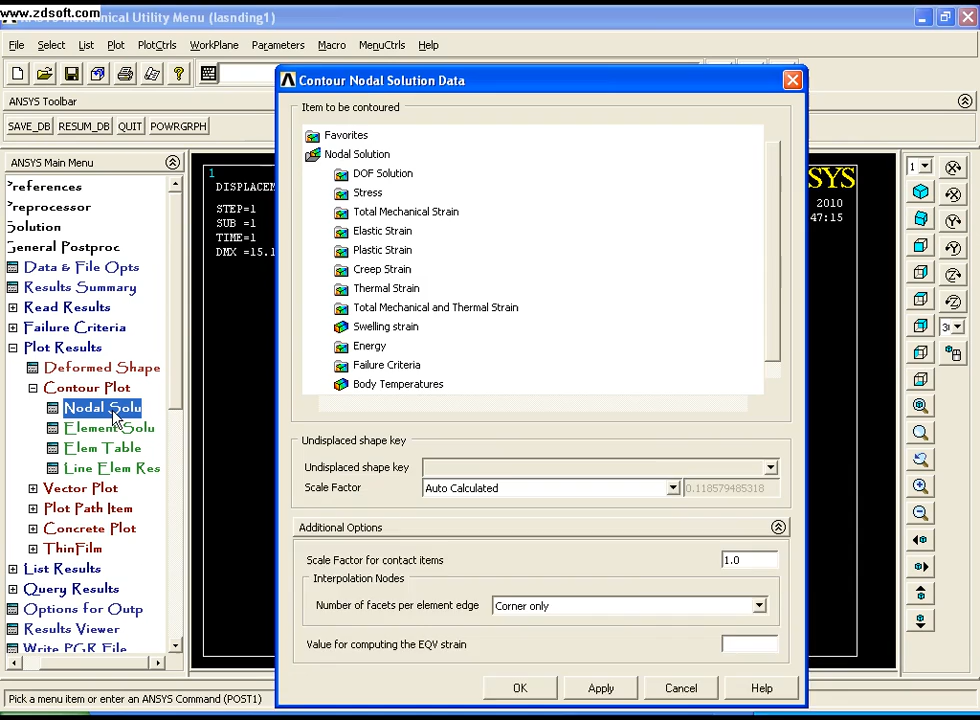 www.zdsoft.com
Mechanical Utility Menu (lasnding1)
File Select List Plot PlotCtrls WorkPlane Parameters Macro MenuCtrls Help
ANSYS Toolbar
SAVE_DB RESUM_DB QUIT POWRGRPH
ANSYS Main Menu
references
reprocessor
Solution
General Postproc
Data & File Opts
Results Summary
Read Results
Failure Criteria
Plot Results
Deformed Shape
Contour Plot
Nodal Solu
Element Solu
Elem Table
Line Elem Res
Vector Plot
Plot Path Item
Concrete Plot
ThinFilm
List Results
Query Results
Options for Outp
Results Viewer
Write PGR File
1
DISPLACEM
STEP=1
SUB =1
TIME=1
DMX =15.1
SYS
2010
47:15
1
Contour Nodal Solution Data
Item to be contoured
Favorites
Nodal Solution
DOF Solution
Stress
Total Mechanical Strain
Elastic Strain
Plastic Strain
Creep Strain
Thermal Strain
Total Mechanical and Thermal Strain
Swelling strain
Energy
Failure Criteria
Body Temperatures
Undisplaced shape key
Undisplaced shape key
Scale Factor Auto Calculated 0.118579485318
Additional Options
Scale Factor for contact items 1.0
Interpolation Nodes
Number of facets per element edge Corner only
Value for computing the EQV strain
OK Apply Cancel Help
Pick a menu item or enter an ANSYS Command (POST1)